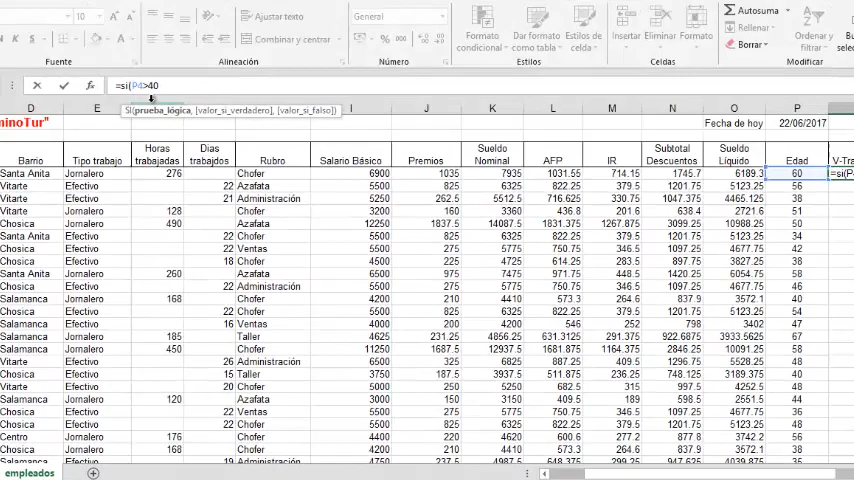 Autosuma
10
Ajustar texto
General
Rellenar
N K S
Combinar y centrar
Formato condicional
Dar formato como tabla
Estilos de celda
Insertar Eliminar Formato
Borrar
Ordenar y filtrar
Fuente
Alineación
Número
Estilos
Celdas
=si(P4>40
SI(prueba_lógica, [valor_si_verdadero], [valor_si_falso])
D E F G H I J K L M N O P
minoTur"
Fecha de hoy 22/06/2017
Barrio Tipo trabajo Horas trabajadas Dias trabajdos Rubro Salario Básico Premios Sueldo Nominal AFP IR Subtotal Descuentos Sueldo Líquido Edad V-Tra
Santa Anita Jornalero 276 Chofer 6900 1035 7935 1031.55 714.15 1745.7 6189.3 60 =si(P
Vitarte Efectivo 22 Azafata 5500 825 6325 822.25 379.5 1201.75 5123.25 56
Vitarte Efectivo 21 Administración 5250 262.5 5512.5 716.625 330.75 1047.375 4465.125 38
Vitarte Jornalero 128 Chofer 3200 160 3360 436.8 201.6 638.4 2721.6 51
Chosica Jornalero 490 Azafata 12250 1837.5 14087.5 1831.375 1267.875 3099.25 10988.25 50
Santa Anita Efectivo 22 Chofer 5500 825 6325 822.25 379.5 1201.75 5123.25 34
Chosica Efectivo 22 Ventas 5500 275 5775 750.75 346.5 1097.25 4677.75 42
Chosica Efectivo 18 Chofer 4500 225 4725 614.25 283.5 897.75 3827.25 38
Santa Anita Jornalero 260 Azafata 6500 975 7475 971.75 448.5 1420.25 6054.75 58
Chosica Efectivo 22 Administración 5500 275 5775 750.75 346.5 1097.25 4677.75 46
Salamanca Jornalero 168 Chofer 4200 210 4410 573.3 264.6 837.9 3572.1 40
Chosica Efectivo 22 Chofer 5500 825 6325 822.25 379.5 1201.75 5123.25 58
Salamanca Efectivo 16 Ventas 4000 200 4200 546 252 798 3402 47
Salamanca Jornalero 185 Taller 4625 231.25 4856.25 631.3125 291.375 922.6875 3933.5625 67
Salamanca Jornalero 450 Chofer 11250 1687.5 12937.5 1681.875 1164.375 2846.25 10091.25 58
Vitarte Efectivo 26 Administración 6500 325 6825 887.25 409.5 1296.75 5528.25 48
Chosica Efectivo 15 Taller 3750 187.5 3937.5 511.875 236.25 748.125 3189.375 40
Vitarte Efectivo 20 Chofer 5000 250 5250 682.5 315 997.5 4252.5 48
Salamanca Jornalero 120 Azafata 3000 150 3150 409.5 189 598.5 2551.5 44
Chosica Efectivo 22 Ventas 5500 275 5775 750.75 346.5 1097.25 4677.75 36
Chosica Efectivo 22 Taller 5500 825 6325 822.25 379.5 1201.75 5123.25 48
Centro Jornalero 176 Chofer 4400 220 4620 600.6 277.2 877.8 3742.2 56
Chosica Jornalero 168 Chofer 4200 210 4410 573.3 264.6 837.9 3572.1 48
Salamanca Efectivo 19 Administración 4750 237.5 4987.5 648.375 299.25 947.625 4039.875 35
empleados